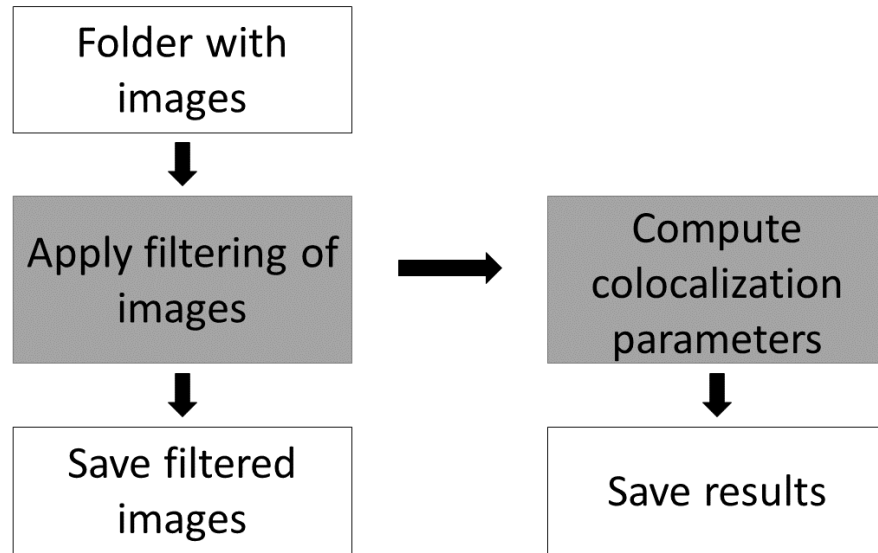 Folder with
images
Apply filtering of
images
Save filtered
images
Compute
colocalization
parameters
Save results